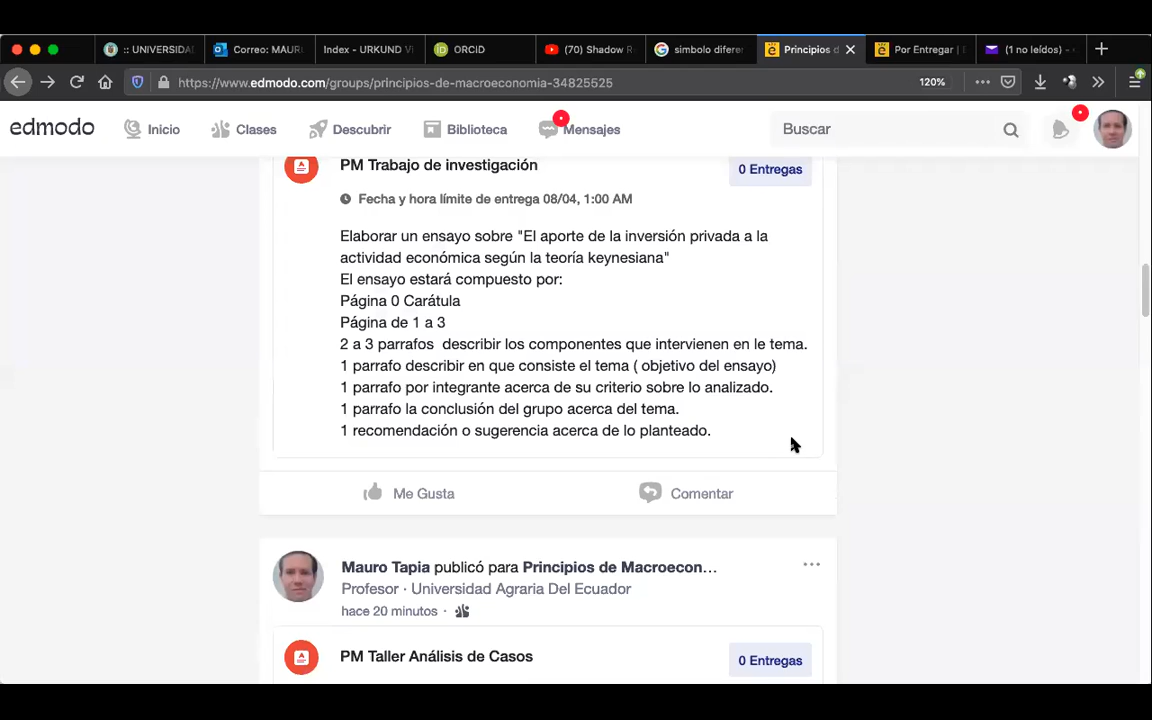 :: UNIVERSIDA
Correo: MAUR
Index - URKUND Vi
ORCID
(70) Shadow R
simbolo diferen
Principios d
Por Entregar | E
(1 no leídos) -
https://www.edmodo.com/groups/principios-de-macroeconomia-34825525
120%
edmodo
Inicio
Clases
Descubrir
Biblioteca
Mensajes
Buscar
PM Trabajo de investigación
0 Entregas
Fecha y hora límite de entrega 08/04, 1:00 AM
Elaborar un ensayo sobre "El aporte de la inversión privada a la
actividad económica según la teoría keynesiana"
El ensayo estará compuesto por:
Página 0 Carátula
Página de 1 a 3
2 a 3 parrafos describir los componentes que intervienen en le tema.
1 parrafo describir en que consiste el tema ( objetivo del ensayo)
1 parrafo por integrante acerca de su criterio sobre lo analizado.
1 parrafo la conclusión del grupo acerca del tema.
1 recomendación o sugerencia acerca de lo planteado.
Me Gusta
Comentar
Mauro Tapia publicó para Principios de Macroecon...
Profesor · Universidad Agraria Del Ecuador
hace 20 minutos ·
PM Taller Análisis de Casos
0 Entregas